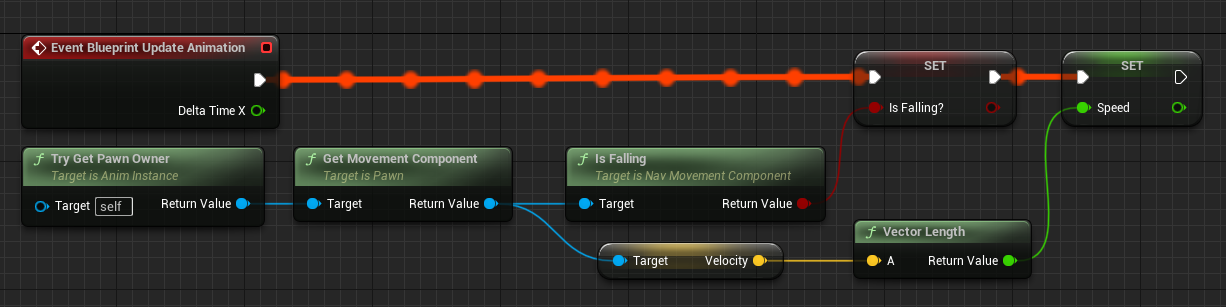 Event Blueprint Update Animation
Delta Time X
SET
Is Falling?
SET
Speed
Try Get Pawn Owner
Target is Anim Instance
Target self Return Value
Get Movement Component
Target is Pawn
Target Return Value
Is Falling
Target is Nav Movement Component
Target Return Value
Target Velocity
Vector Length
A Return Value